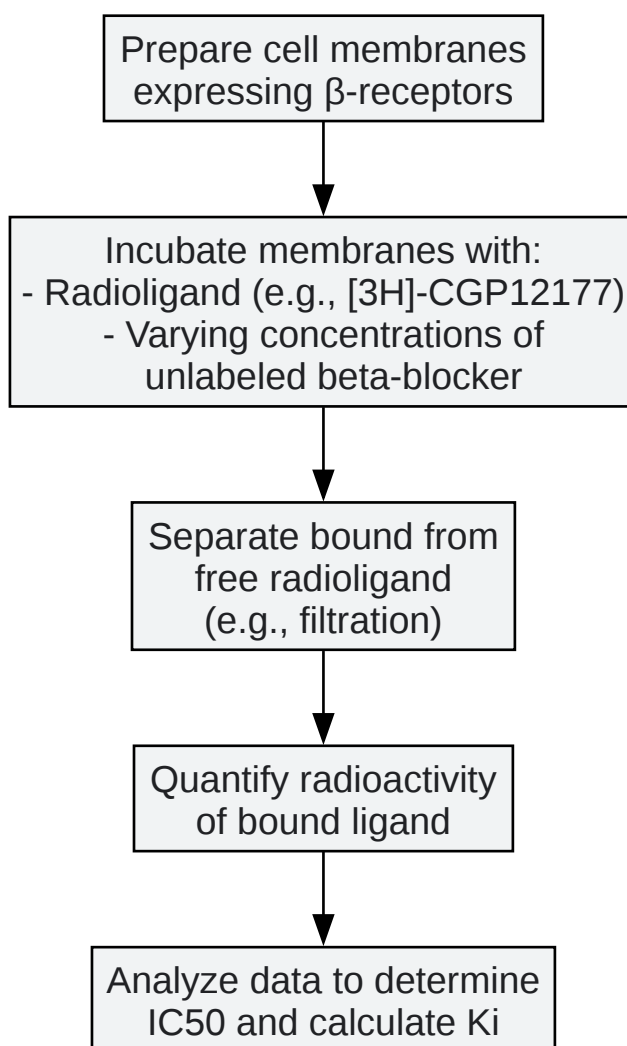 Prepare cell membranes
expressing β-receptors
Incubate membranes with:
- Radioligand (e.g., [3H]-CGP12177)
- Varying concentrations of
unlabeled beta-blocker
Separate bound from
free radioligand
(e.g., filtration)
Quantify radioactivity
of bound ligand
Analyze data to determine
IC50 and calculate Ki